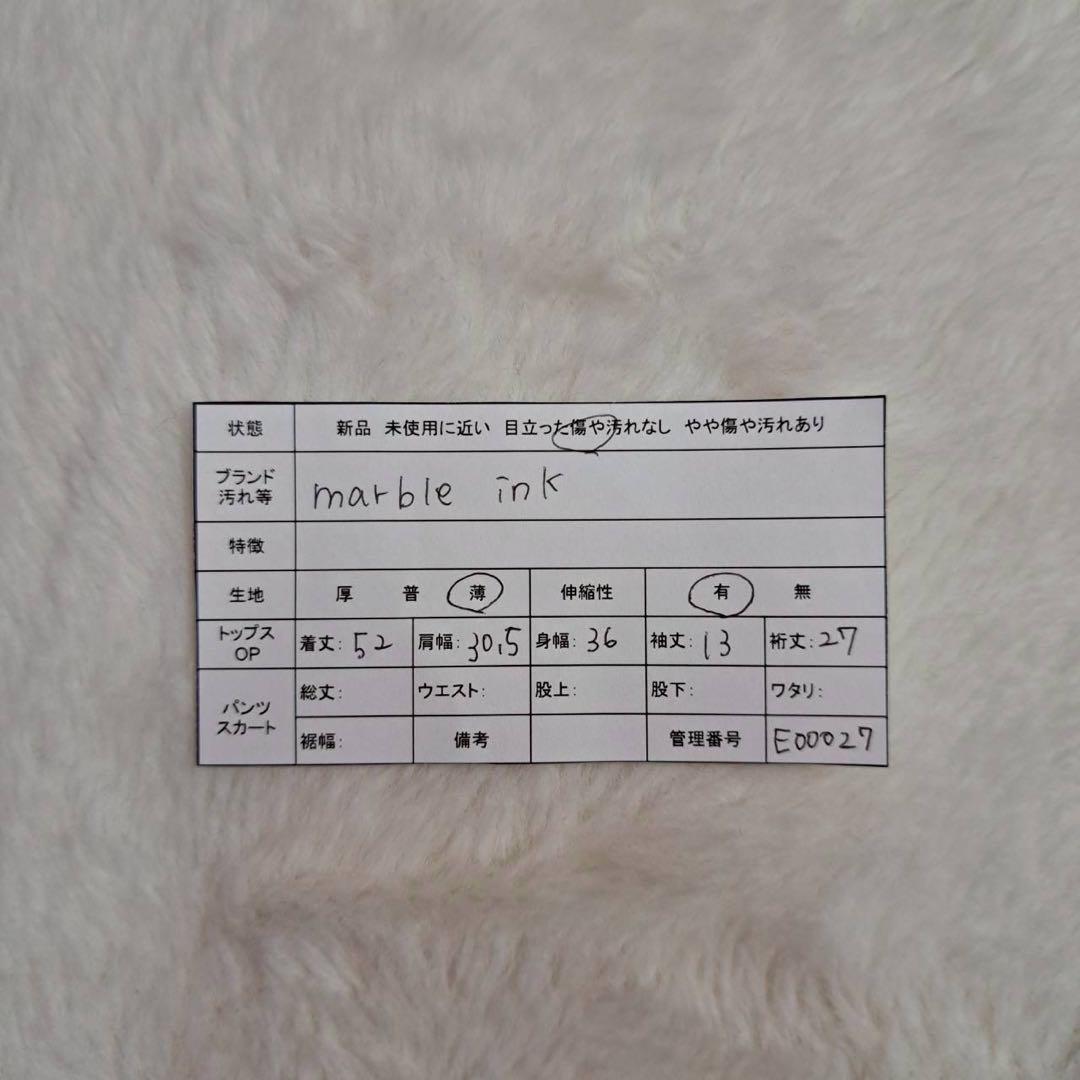 状態 新品 未使用に近い 目立った傷や汚れなし やや傷や汚れあり
ブランド
汚れ等
marble ink
特徴
生地 厚 普 薄 伸縮性 有 無
トップス
OP
着丈: 52 肩幅: 30,5 身幅: 36 袖丈: 13 裄丈: 27
パンツ
スカート
総丈: ウエスト: 股上: 股下: ワタリ:
裾幅: 備考 管理番号 E00027